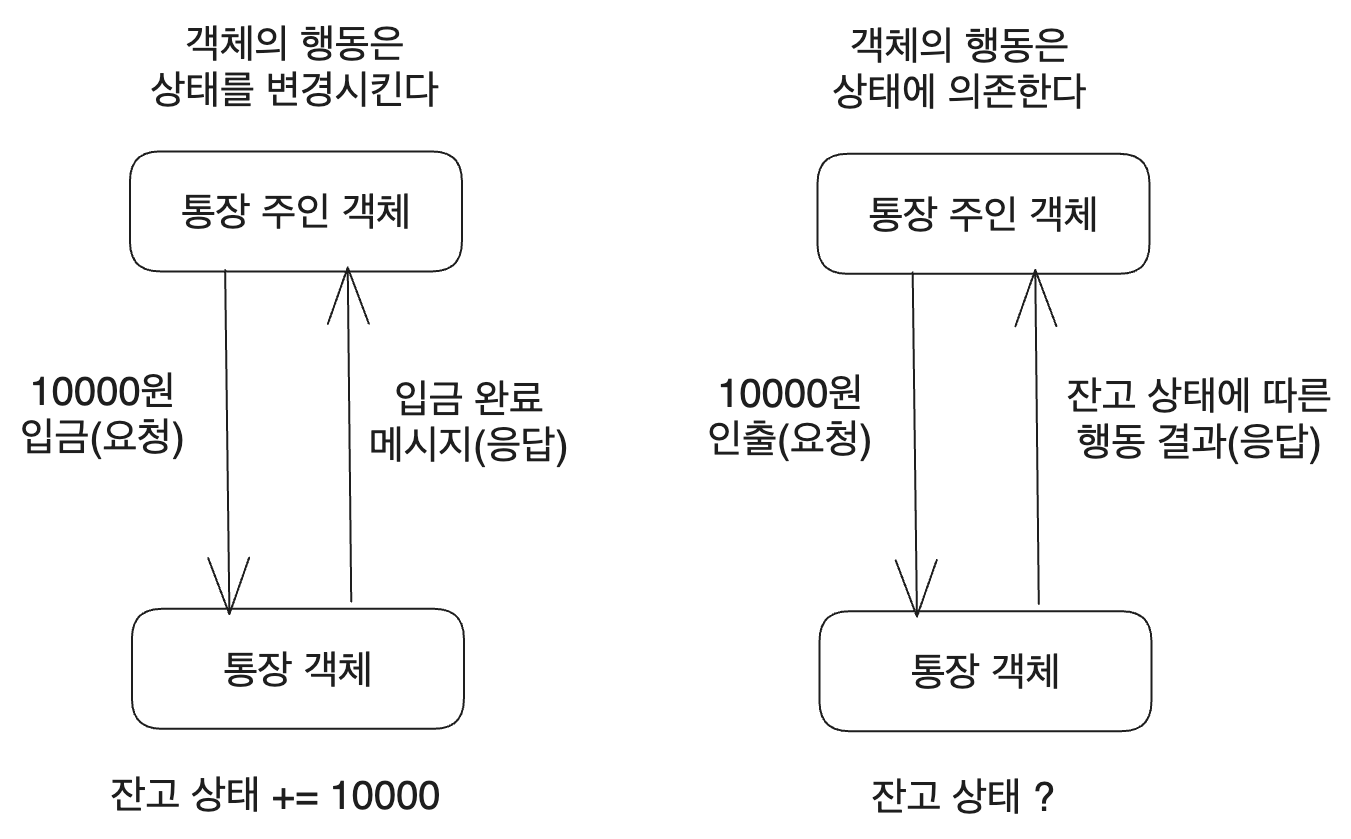 객체의 행동은
상태를 변경시킨다
통장 주인 객체
10000원
입금(요청)
입금 완료
메시지(응답)
통장 객체
잔고 상태 += 10000
객체의 행동은
상태에 의존한다
통장 주인 객체
10000원
인출(요청)
잔고 상태에 따른
행동 결과(응답)
통장 객체
잔고 상태 ?